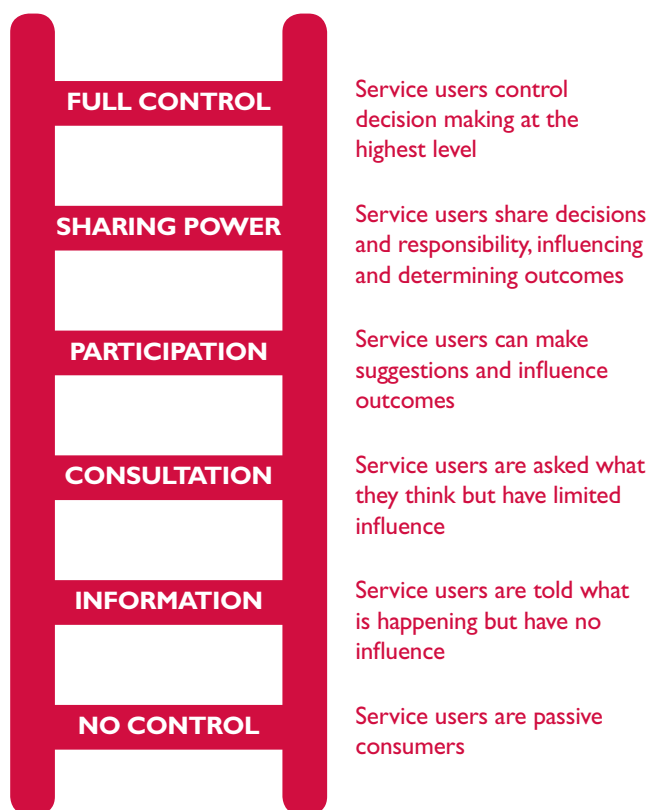 FULL CONTROL
Service users control
decision making at the
highest level
SHARING POWER
Service users share decisions
and responsibility, influencing
and determining outcomes
PARTICIPATION
Service users can make
suggestions and influence
outcomes
CONSULTATION
Service users are asked what
they think but have limited
influence
INFORMATION
Service users are told what
is happening but have no
influence
NO CONTROL
Service users are passive
consumers